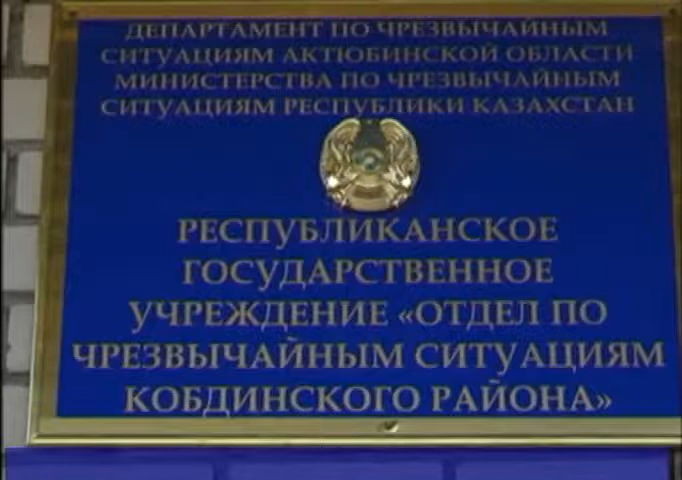 ДЕПАРТАМЕНТ ПО ЧРЕЗВЫЧАЙНЫМ
СИТУАЦИЯМ АКТЮБИНСКОЙ ОБЛАСТИ
МИНИСТЕРСТВА ПО ЧРЕЗВЫЧАЙНЫМ
СИТУАЦИЯМ РЕСПУБЛИКИ КАЗАХСТАН
РЕСПУБЛИКАНСКОЕ
ГОСУДАРСТВЕННОЕ
УЧРЕЖДЕНИЕ «ОТДЕЛ ПО
ЧРЕЗВЫЧАЙНЫМ СИТУАЦИЯМ
КОБДИНСКОГО РАЙОНА»